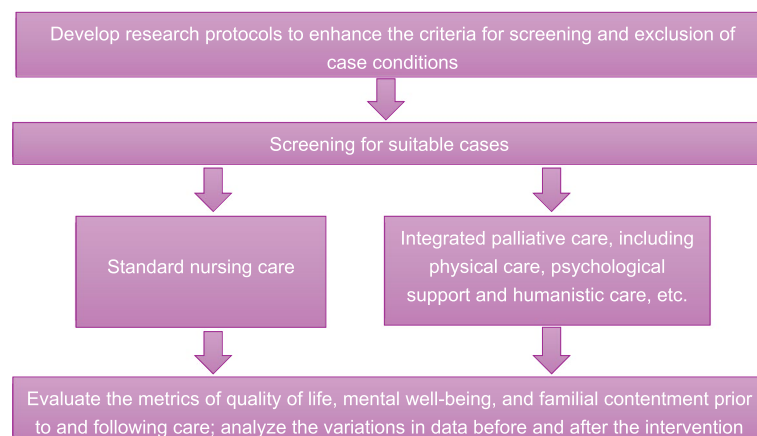 Develop research protocols to enhance the criteria for screening and exclusion of
case conditions
Screening for suitable cases
Standard nursing care
Integrated palliative care, including
physical care, psychological
support and humanistic care, etc.
Evaluate the metrics of quality of life, mental well-being, and familial contentment prior
to and following care; analyze the variations in data before and after the intervention